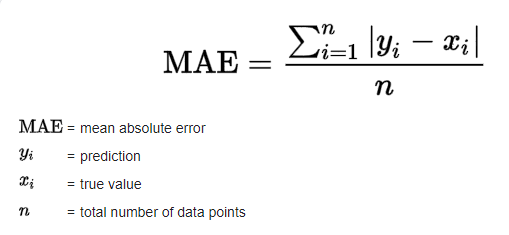 MAE = \frac{\sum_{i=1}^{n} |y_i - x_i|}{n}
MAE = mean absolute error
y_i = prediction
x_i = true value
n = total number of data points